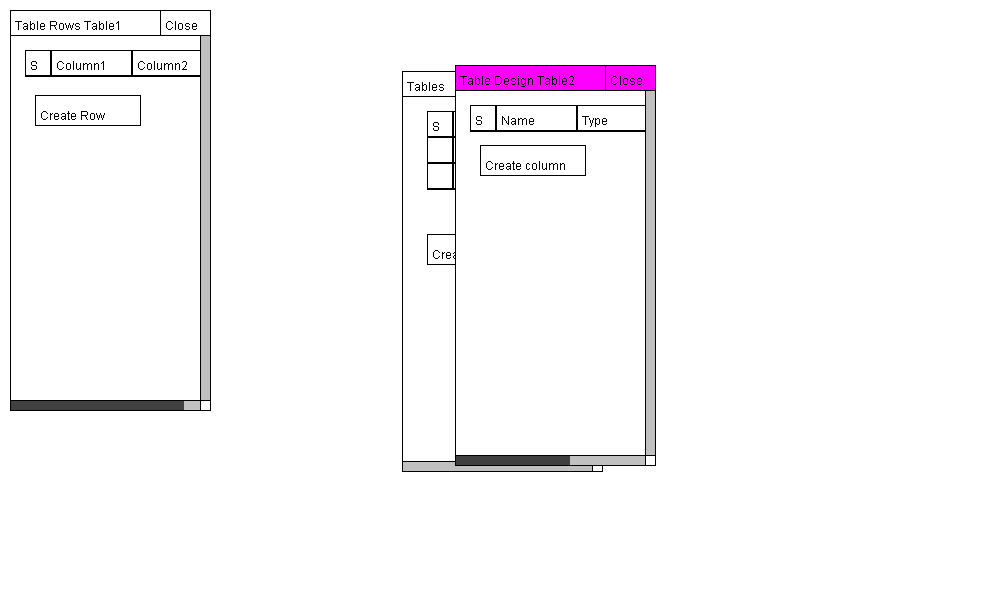 Table Rows Table1 Close
S Column1 Column2
Create Row
Tables
S
Crea
Table Design Table2 Close
S Name Type
Create column